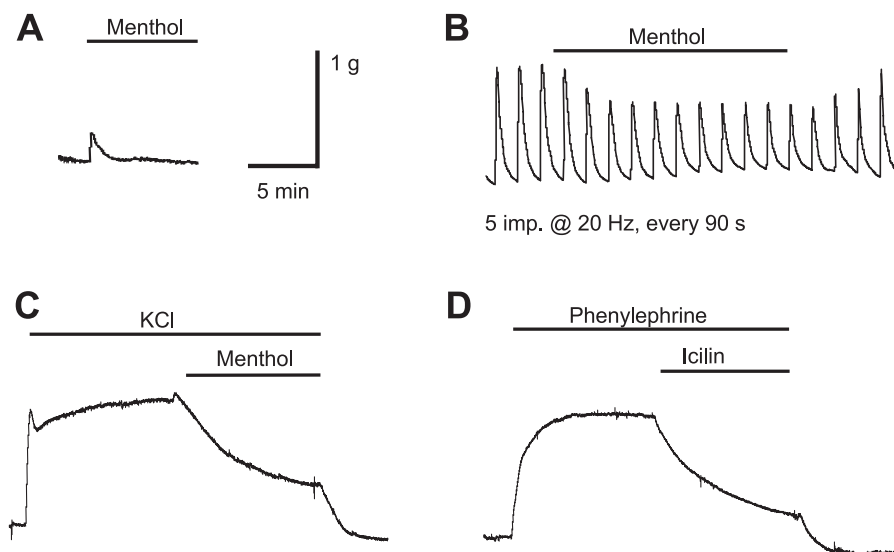 A
Menthol
1 g
5 min
B
Menthol
5 imp. @ 20 Hz, every 90 s
C
KCl
Menthol
D
Phenylephrine
Icilin